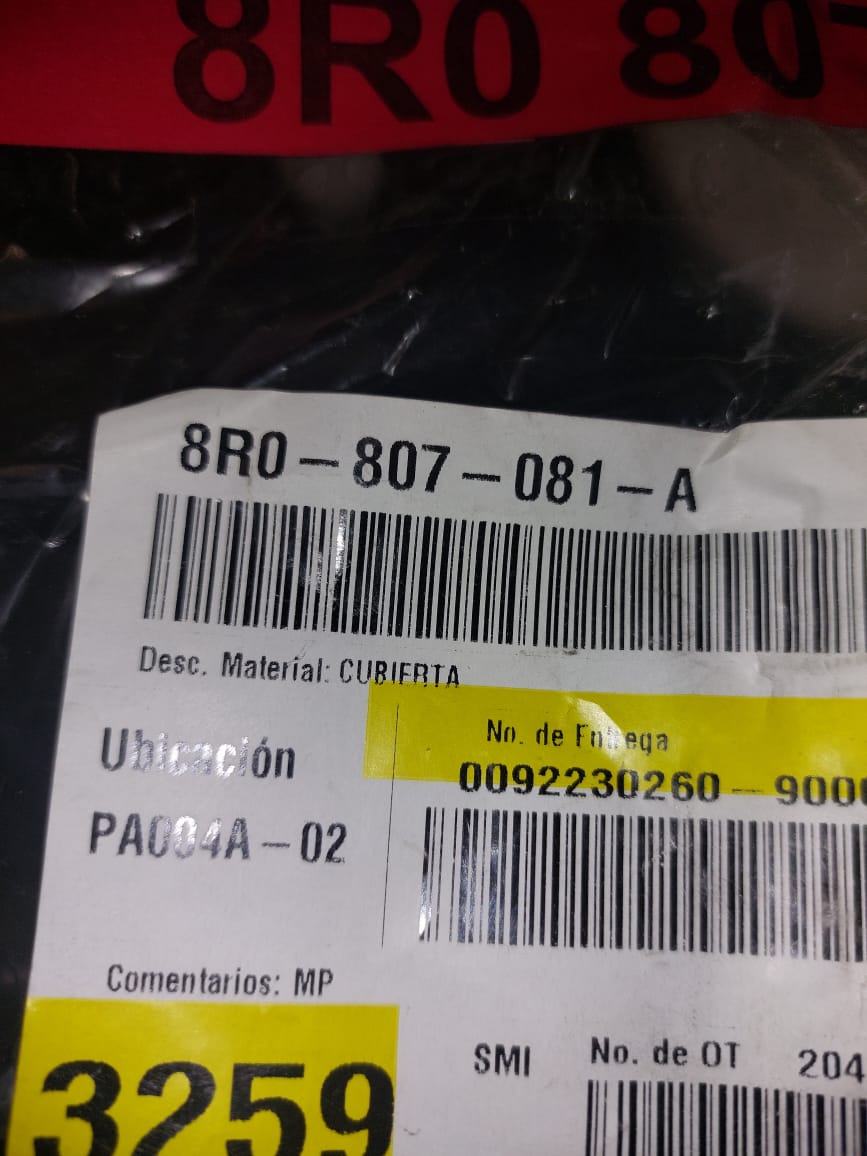 8R0 80
8R0-807-081-A
Desc. Material: CUBIERTA
No. de Entrega
Ubicación
0092230260-900
PA004A-02
Comentarios: MP
SMI No. de OT 204
3259